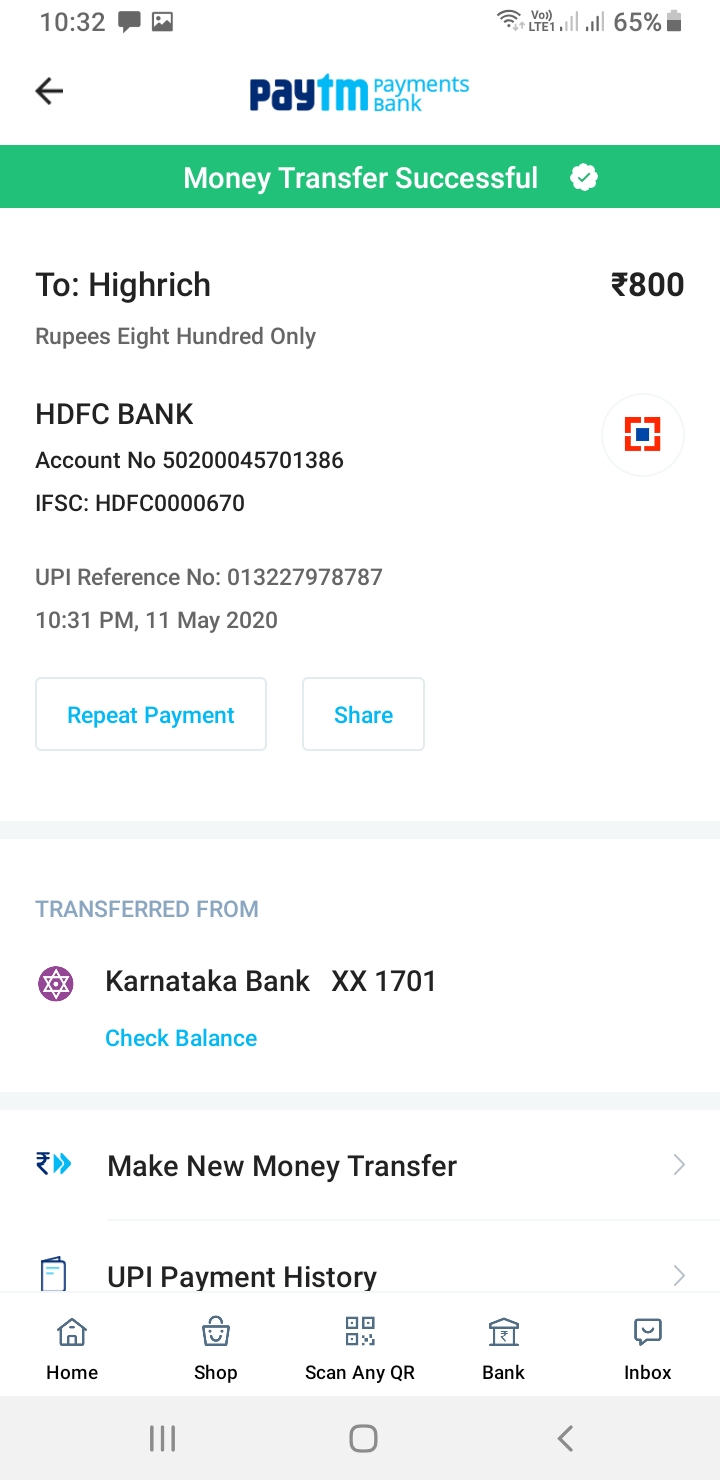 10:32 Vo)) LTE1 65%
paytm Payments Bank
Money Transfer Successful
To: Highrich ₹800
Rupees Eight Hundred Only
HDFC BANK
Account No 50200045701386
IFSC: HDFC0000670
UPI Reference No: 013227978787
10:31 PM, 11 May 2020
Repeat Payment Share
TRANSFERRED FROM
Karnataka Bank XX 1701
Check Balance
₹ Make New Money Transfer
UPI Payment History
Home Shop Scan Any QR Bank Inbox